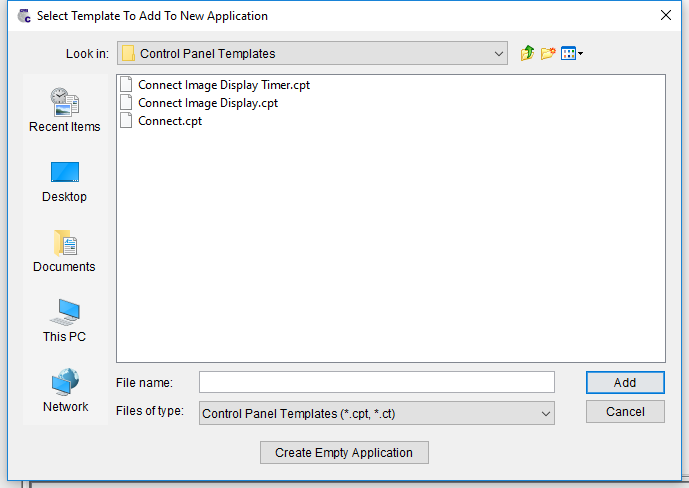 Select Template To Add To New Application
Look in: Control Panel Templates
Connect Image Display Timer.cpt
Connect Image Display.cpt
Connect.cpt
Recent Items
Desktop
Documents
This PC
Network
File name: Add
Files of type: Control Panel Templates (*.cpt, *.ct) Cancel
Create Empty Application